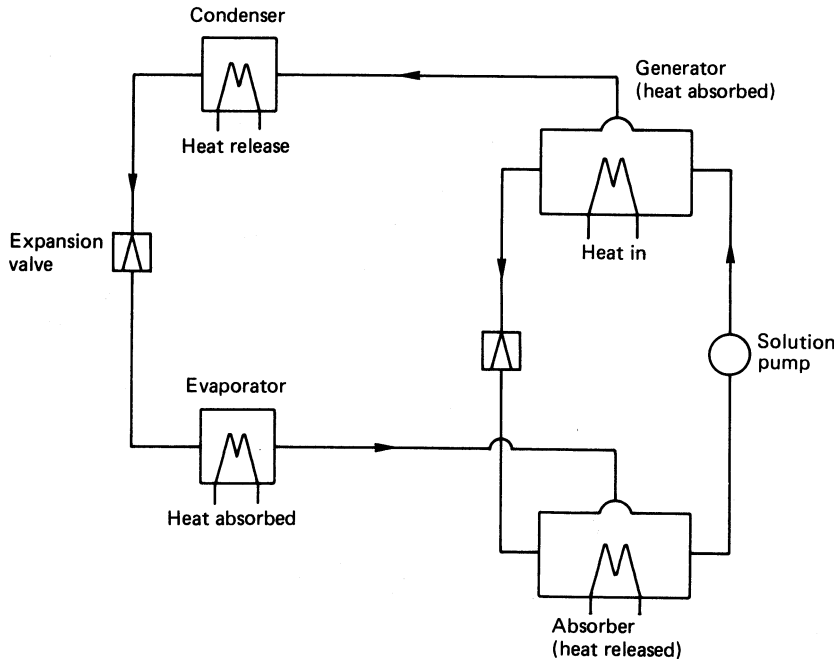 Condenser
Generator
(heat absorbed)
Heat release
Expansion
valve
Heat in
Solution
pump
Evaporator
Heat absorbed
Absorber
(heat released)